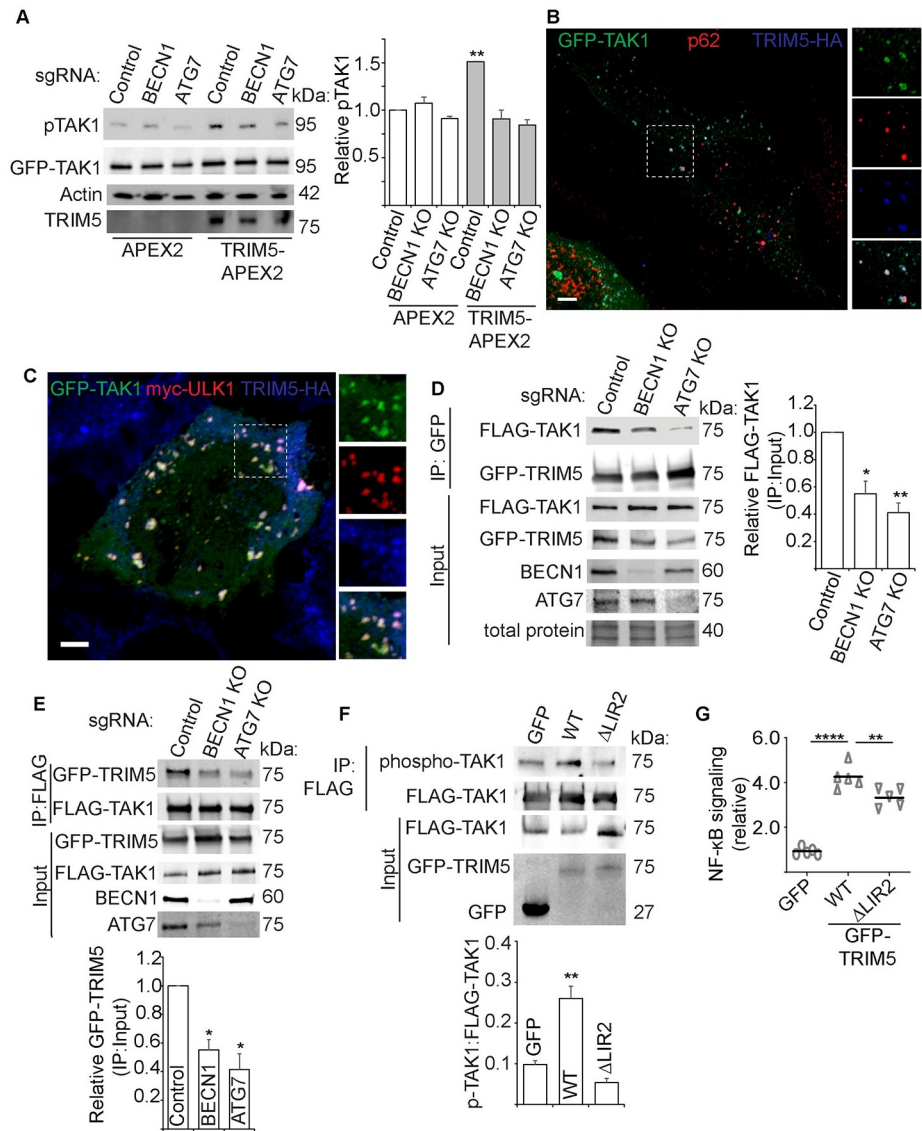 A
sgRNA:
Control
BECN1
ATG7
Control
BECN1
ATG7
kDa:
pTAK1
95
GFP-TAK1
95
Actin
42
TRIM5
75
APEX2
TRIM5-
APEX2
**
Relative pTAK1
1.5
1.0
0.5
Control
BECN1 KO
ATG7 KO
Control
BECN1 KO
ATG7 KO
APEX2
TRIM5-
APEX2
B
GFP-TAK1 p62 TRIM5-HA
C
GFP-TAK1 myc-ULK1 TRIM5-HA
D
sgRNA:
Control
BECN1 KO
ATG7 KO
kDa:
IP: GFP
FLAG-TAK1
75
GFP-TRIM5
75
Input
FLAG-TAK1
75
GFP-TRIM5
75
BECN1
60
ATG7
75
total protein
40
Relative FLAG-TAK1
(IP:Input)
1.2
1.0
0.8
0.6
0.4
0.2
*
**
Control
BECN1 KO
ATG7 KO
E
sgRNA:
Control
BECN1 KO
ATG7 KO
kDa:
IP:FLAG
GFP-TRIM5
75
FLAG-TAK1
75
Input
GFP-TRIM5
75
FLAG-TAK1
75
BECN1
60
ATG7
75
Relative GFP-TRIM5
(IP:Input)
1.2
1.0
0.8
0.6
0.4
0.2
*
*
Control
BECN1
ATG7
F
GFP
WT
ΔLIR2
kDa:
IP:
FLAG
phospho-TAK1
75
FLAG-TAK1
75
Input
FLAG-TAK1
75
GFP-TRIM5
75
GFP
27
p-TAK1:FLAG-TAK1
0.4
0.3
0.2
0.1
**
GFP
WT
ΔLIR2
G
NF-κB signaling
(relative)
6.0
4.0
2.0
****
**
GFP
WT
ΔLIR2
GFP-
TRIM5